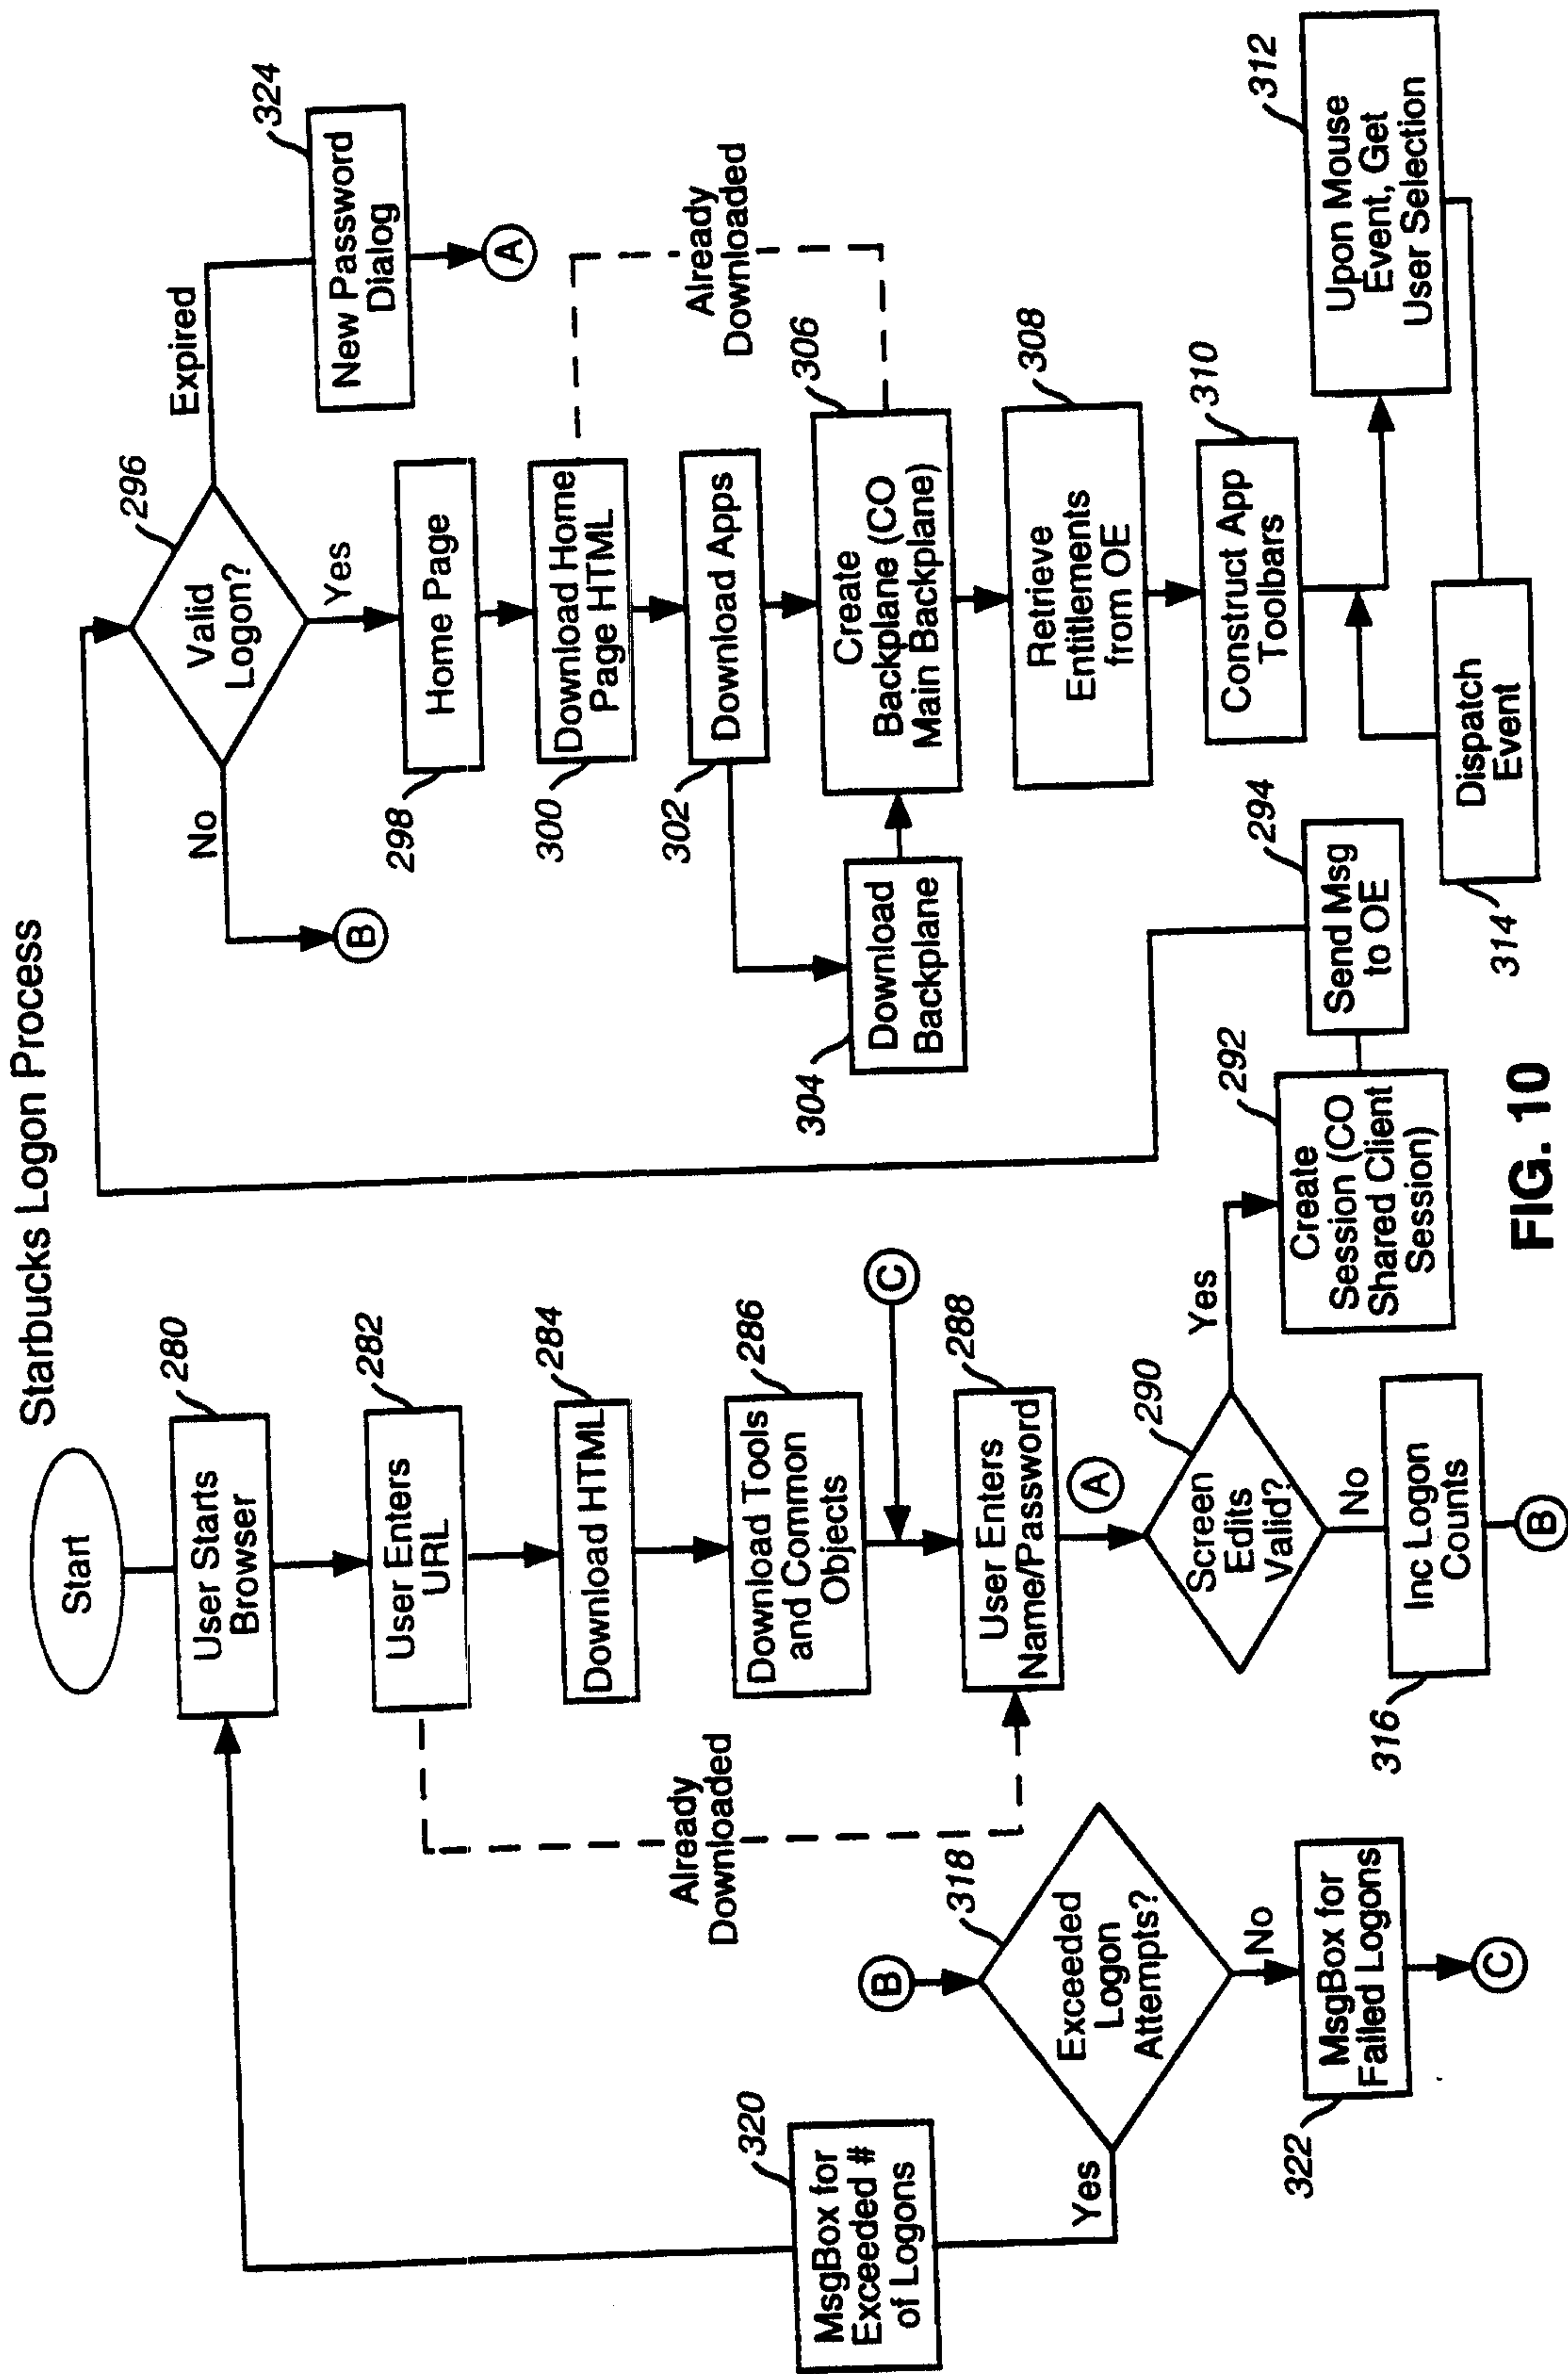 Starbucks Logon Process
Start
280
User Starts
Browser
282
User Enters
URL
284
Download HTML
286
Download Tools
and Common
Objects
C
288
User Enters
Name/Password
Already
Downloaded
A
290
Screen
Edits
Valid?
Yes
No
292
Create
Session (CO
Shared Client
Session)
294
Send Msg
to OE
316
Inc Logon
Counts
B
B
318
Exceeded
Logon
Attempts?
Yes
No
320
MsgBox for
Exceeded #
of Logons
322
MsgBox for
Failed Logons
C
296
Valid
Logon?
No
B
Yes
Expired
324
New Password
Dialog
A
298
Home Page
300
Download Home
Page HTML
Already
Downloaded
302
Download Apps
304
Download
Backplane
306
Create
Backplane (CO
Main Backplane)
308
Retrieve
Entitlements
from OE
310
Construct App
Toolbars
312
Upon Mouse
Event, Get
User Selection
314
Dispatch
Event
FIG. 10